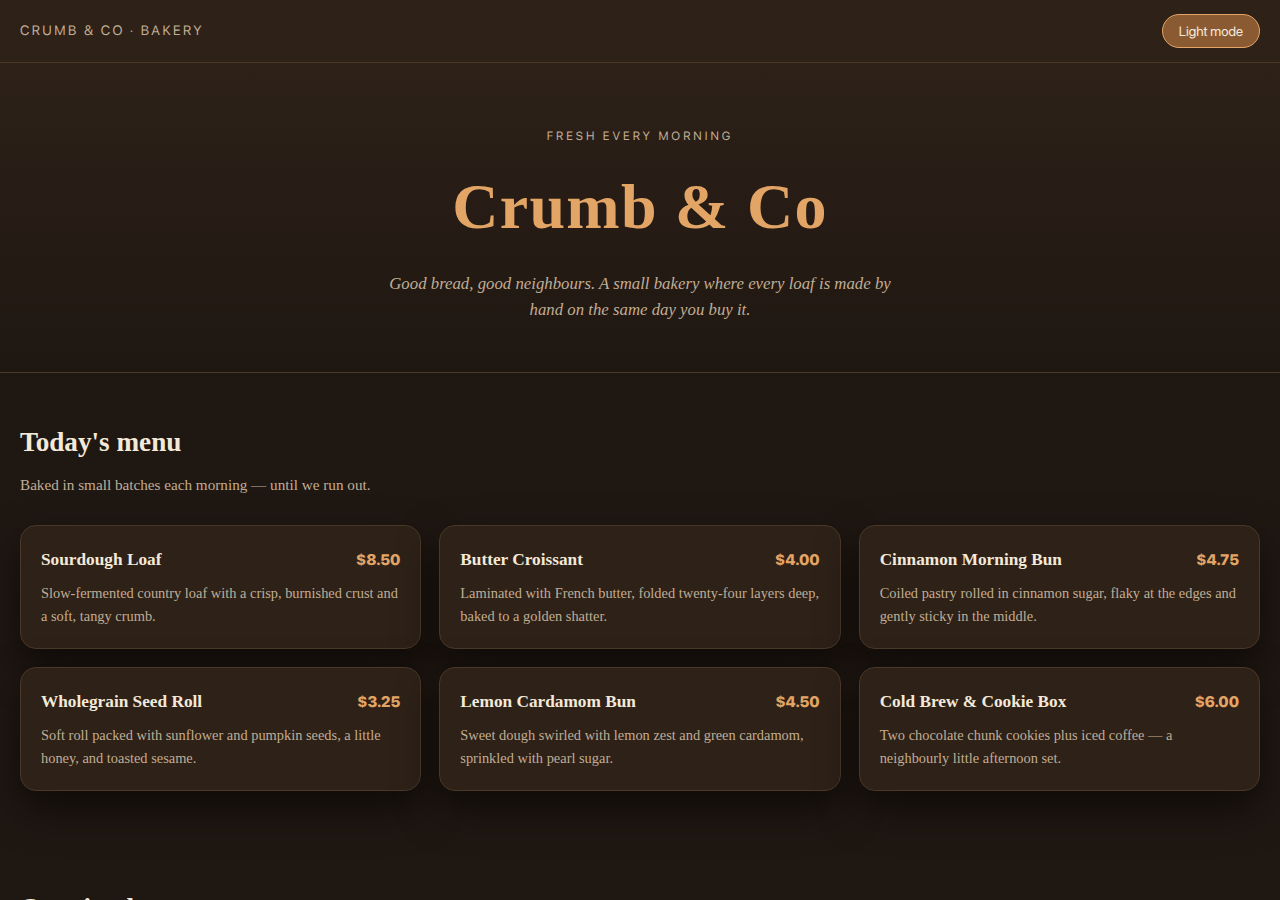 CRUMB & CO · BAKERY
Light mode
FRESH EVERY MORNING
Crumb & Co
Good bread, good neighbours. A small bakery where every loaf is made by
hand on the same day you buy it.
Today's menu
Baked in small batches each morning — until we run out.
Sourdough Loaf
$8.50
Slow-fermented country loaf with a crisp, burnished crust and
a soft, tangy crumb.
Butter Croissant
$4.00
Laminated with French butter, folded twenty-four layers deep,
baked to a golden shatter.
Cinnamon Morning Bun
$4.75
Coiled pastry rolled in cinnamon sugar, flaky at the edges and
gently sticky in the middle.
Wholegrain Seed Roll
$3.25
Soft roll packed with sunflower and pumpkin seeds, a little
honey, and toasted sesame.
Lemon Cardamom Bun
$4.50
Sweet dough swirled with lemon zest and green cardamom,
sprinkled with pearl sugar.
Cold Brew & Cookie Box
$6.00
Two chocolate chunk cookies plus iced coffee — a
neighbourly little afternoon set.